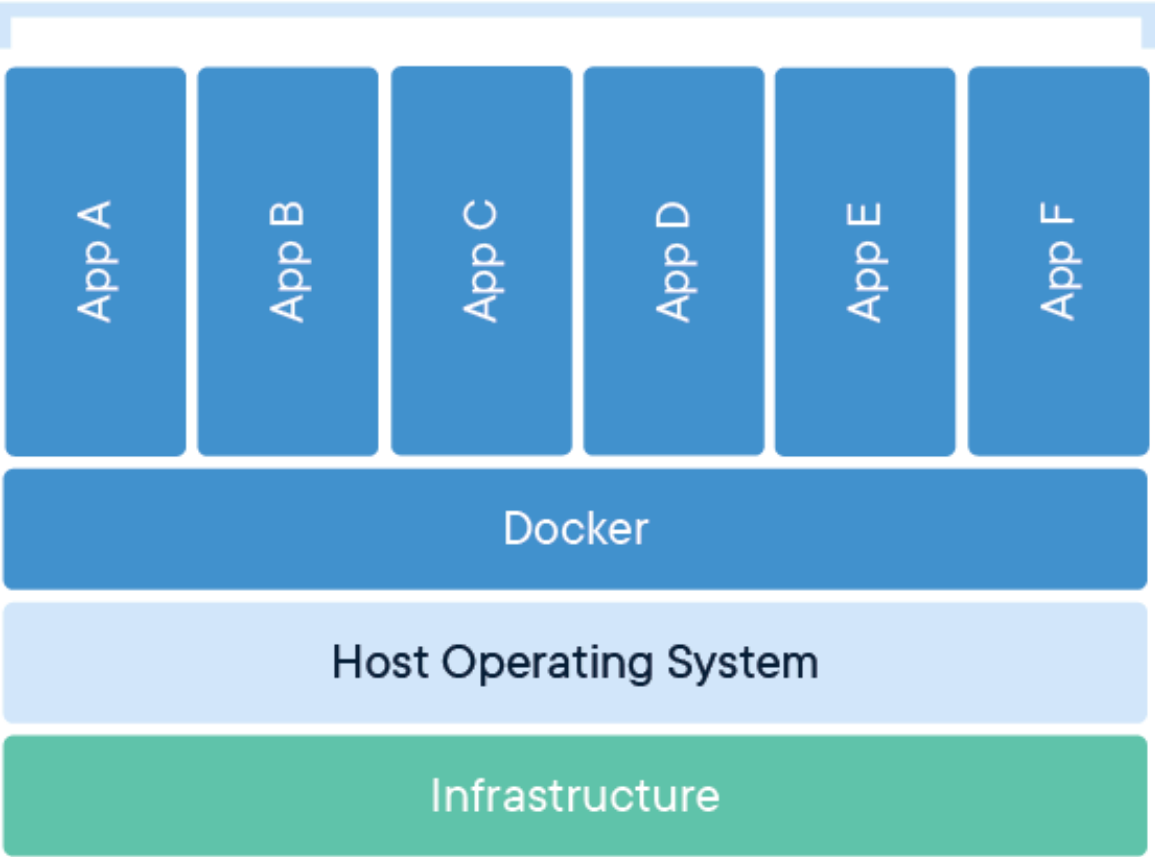 App A
App B
App C
App D
App E
App F
Docker
Host Operating System
Infrastructure